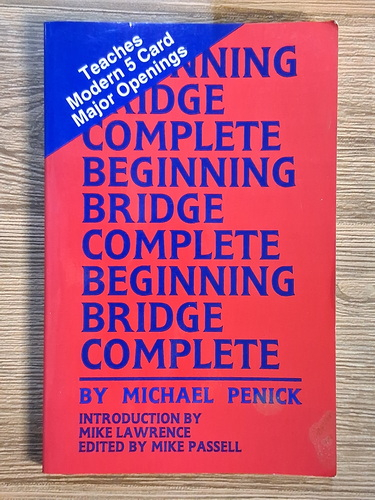 Teaches
Modern 5 Card
Major Openings
NNING
RIDGE
COMPLETE
BEGINNING
BRIDGE
COMPLETE
BEGINNING
BRIDGE
COMPLETE
BY MICHAEL PENICK
INTRODUCTION BY
MIKE LAWRENCE
EDITED BY MIKE PASSELL